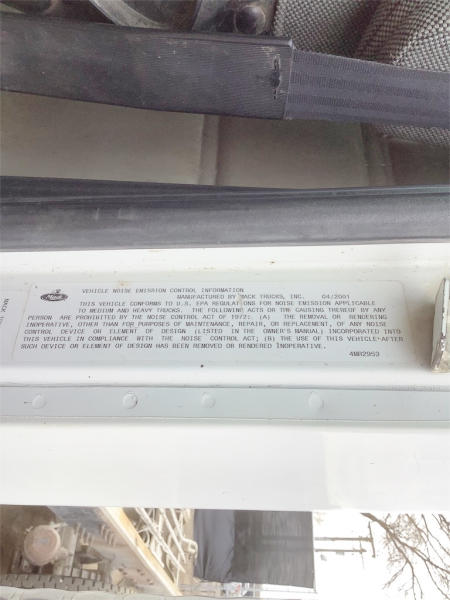 VEHICLE NOISE EMISSION CONTROL INFORMATION
MANUFACTURED BY MACK TRUCKS, INC. 04/2001
THIS VEHICLE CONFORMS TO U.S. EPA REGULATIONS FOR NOISE EMISSION APPLICABLE
TO MEDIUM AND HEAVY TRUCKS. THE FOLLOWING ACTS OR THE CAUSING THEREOF BY ANY
PERSON ARE PROHIBITED BY THE NOISE CONTROL ACT OF 1972: (A) THE REMOVAL OR RENDERING
INOPERATIVE, OTHER THAN FOR PURPOSES OF MAINTENANCE, REPAIR, OR REPLACEMENT, OF ANY NOISE
CONTROL DEVICE OR ELEMENT OF DESIGN (LISTED IN THE OWNER'S MANUAL) INCORPORATED INTO
THIS VEHICLE IN COMPLIANCE WITH THE NOISE CONTROL ACT; (B) THE USE OF THIS VEHICLE AFTER
SUCH DEVICE OR ELEMENT OF DESIGN HAS BEEN REMOVED OR RENDERED INOPERATIVE.
4MR2953
Mack
MACK